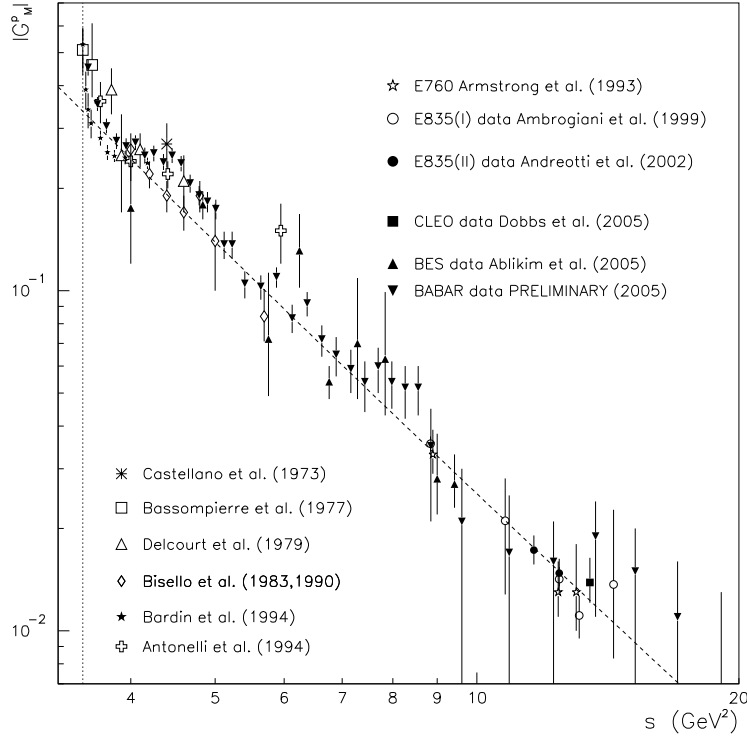 |G^p_M|
E760 Armstrong et al. (1993)
E835(I) data Ambrogiani et al. (1999)
E835(II) data Andreotti et al. (2002)
CLEO data Dobbs et al. (2005)
BES data Ablikim et al. (2005)
BABAR data PRELIMINARY (2005)
10⁻¹
Castellano et al. (1973)
Bassompierre et al. (1977)
Delcourt et al. (1979)
Bisello et al. (1983,1990)
Bardin et al. (1994)
Antonelli et al. (1994)
10⁻²
4 5 6 7 8 9 10 20
s (GeV²)